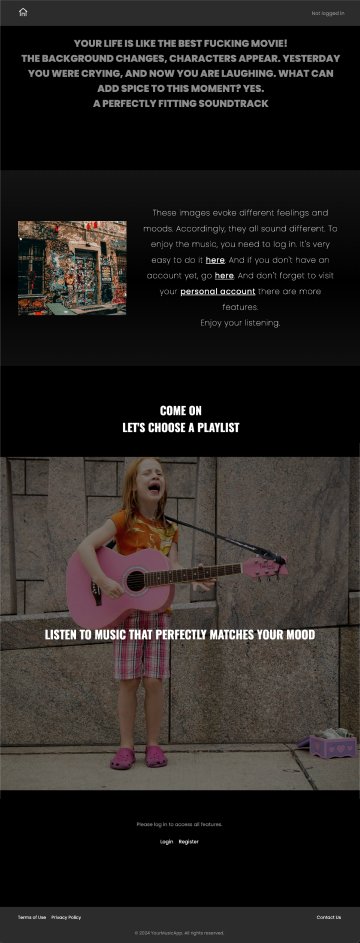 Not logged in
YOUR LIFE IS LIKE THE BEST FUCKING MOVIE!
THE BACKGROUND CHANGES, CHARACTERS APPEAR. YESTERDAY
YOU WERE CRYING, AND NOW YOU ARE LAUGHING. WHAT CAN
ADD SPICE TO THIS MOMENT? YES.
A PERFECTLY FITTING SOUNDTRACK
These images evoke different feelings and
moods. Accordingly, they all sound different. To
enjoy the music, you need to log in. It's very
easy to do it here. And if you don't have an
account yet, go here. And don't forget to visit
your personal account there are more
features.
Enjoy your listening.
COME ON
LET'S CHOOSE A PLAYLIST
LISTEN TO MUSIC THAT PERFECTLY MATCHES YOUR MOOD
Please log in to access all features.
Login Register
Terms of Use Privacy Policy Contact Us
© 2024 YourMusicApp. All rights reserved.